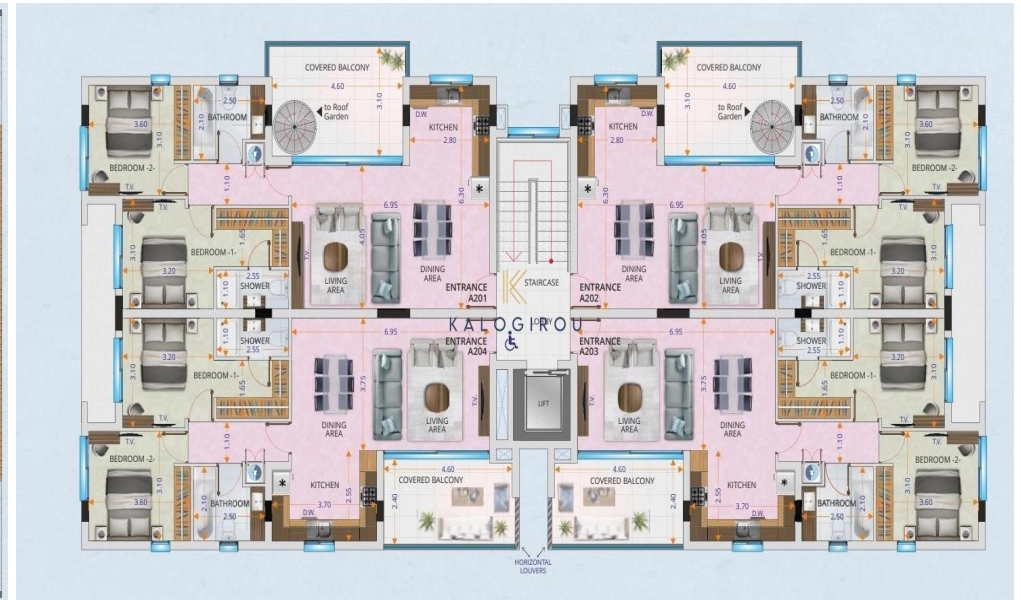 COVERED BALCONY
4.60
3.10
to Roof
Garden
2.50
2.10
BATHROOM
3.60
3.10
BEDROOM -2-
T.V.
1.10
D.W.
KITCHEN
2.80
6.30
6.95
4.05
T.V.
LIVING
AREA
DINING
AREA
T.V.
BEDROOM -1-
1.65
3.10
3.20
2.55
SHOWER
1.10
ENTRANCE
A201
COVERED BALCONY
4.60
3.10
to Roof
Garden
2.50
2.10
BATHROOM
3.60
3.10
BEDROOM -2-
T.V.
1.10
D.W.
KITCHEN
2.80
6.30
6.95
4.05
T.V.
LIVING
AREA
DINING
AREA
T.V.
BEDROOM -1-
1.65
3.10
3.20
2.55
SHOWER
1.10
ENTRANCE
A202
STAIRCASE
LOBBY
KALOGIROU
LIFT
ENTRANCE
A204
6.95
3.75
SHOWER
1.10
2.55
3.20
3.10
BEDROOM -1-
1.65
T.V.
DINING
AREA
LIVING
AREA
T.V.
1.10
T.V.
BEDROOM -2-
3.60
3.10
2.10
BATHROOM
2.50
KITCHEN
2.55
3.70
D.W.
4.60
COVERED BALCONY
2.40
ENTRANCE
A203
6.95
3.75
SHOWER
1.10
2.55
3.20
3.10
BEDROOM -1-
1.65
T.V.
DINING
AREA
LIVING
AREA
T.V.
1.10
T.V.
BEDROOM -2-
3.60
3.10
2.10
BATHROOM
2.50
KITCHEN
2.55
3.70
D.W.
4.60
COVERED BALCONY
2.40
HORIZONTAL
LOUVERS